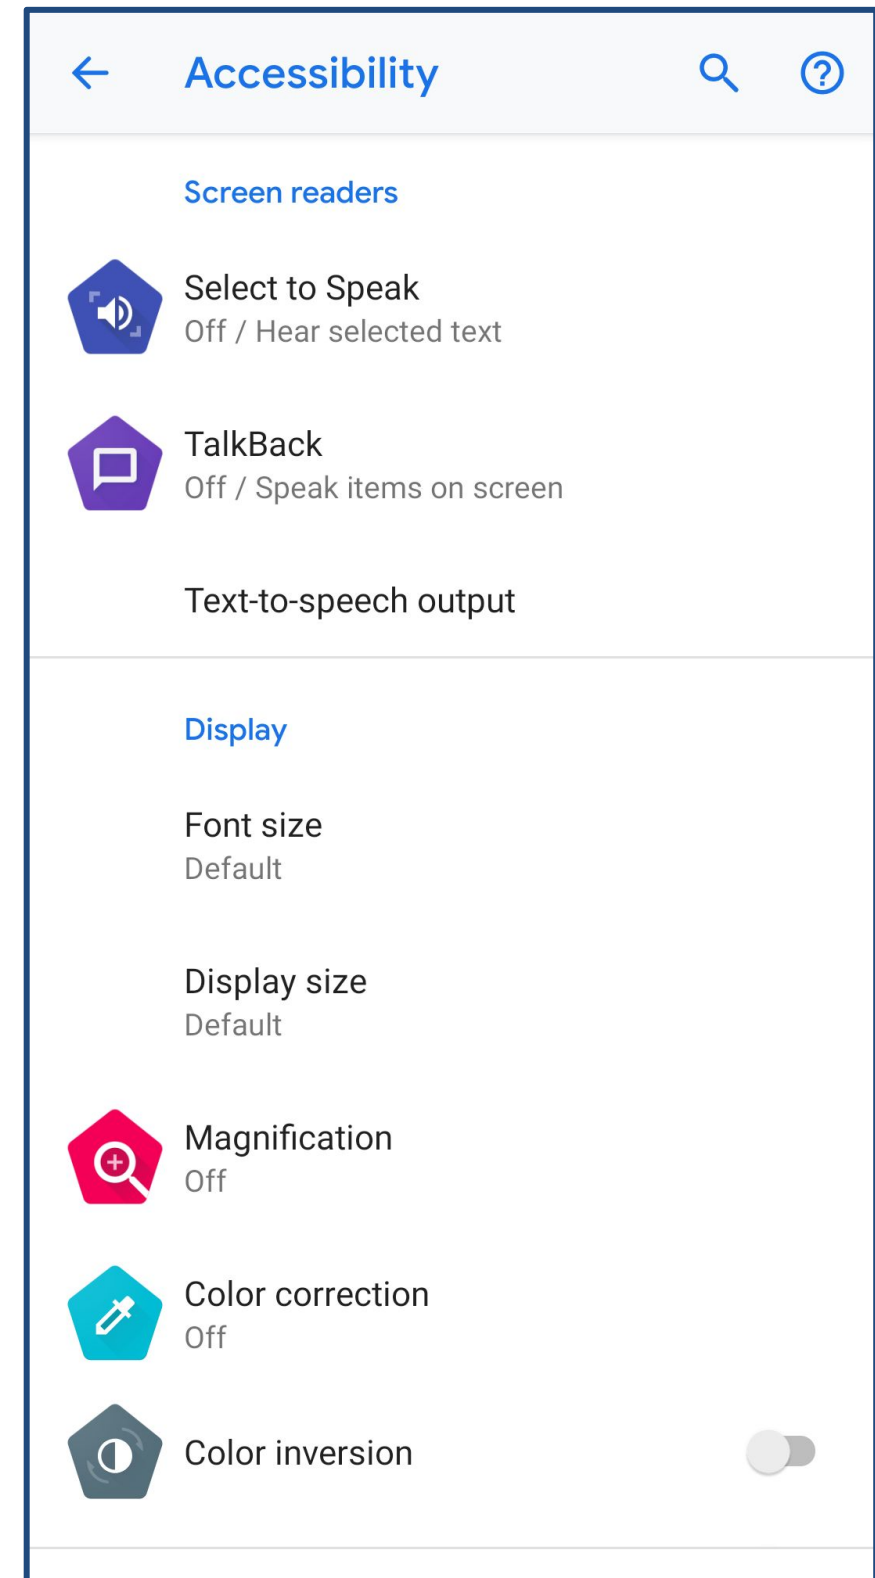 Accessibility
Screen readers
Select to Speak
Off / Hear selected text
TalkBack
Off / Speak items on screen
Text-to-speech output
Display
Font size
Default
Display size
Default
Magnification
Off
Color correction
Off
Color inversion